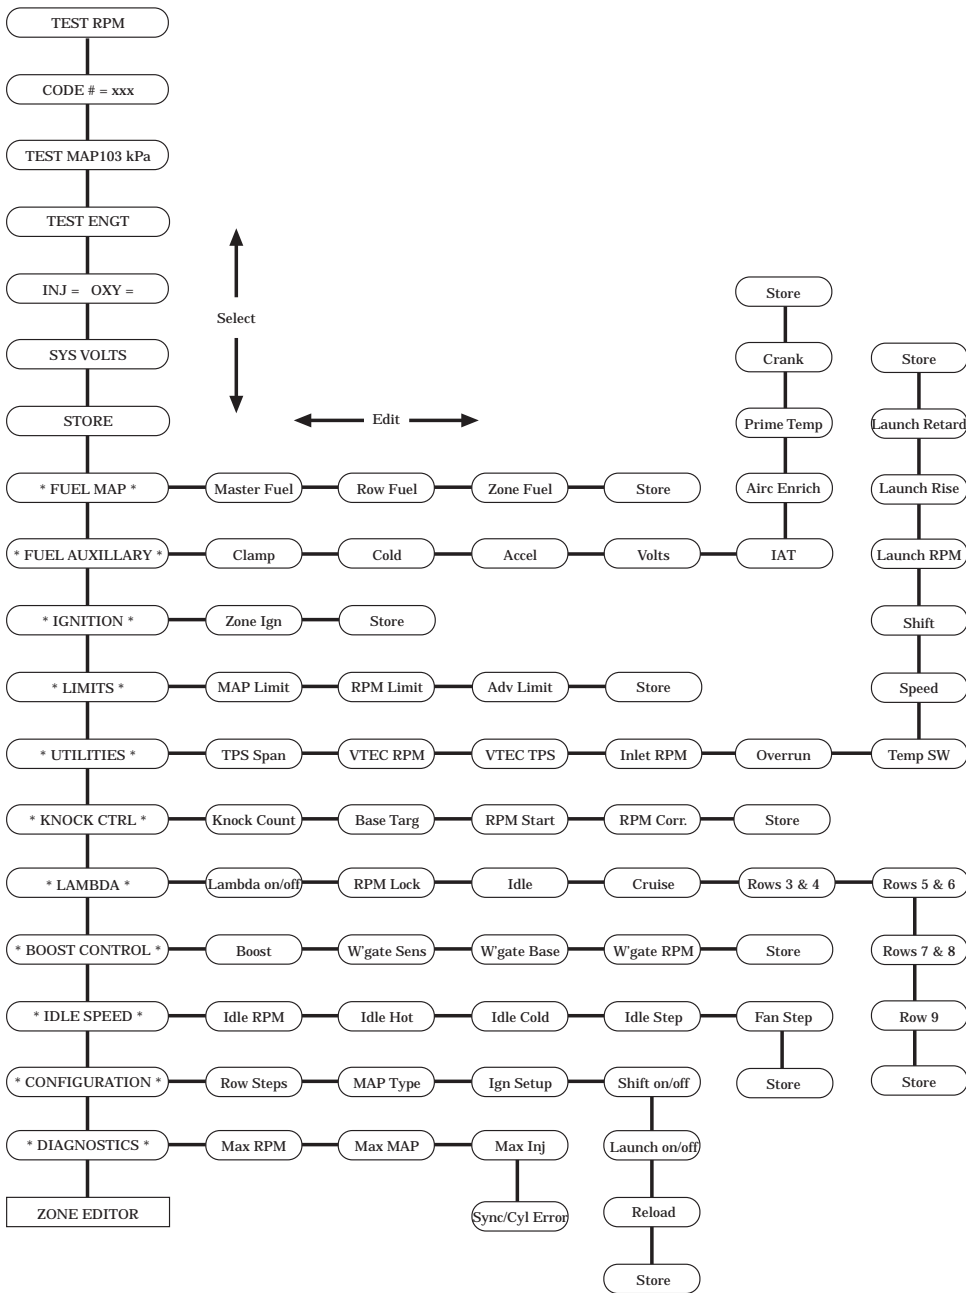 TEST RPM
CODE # = xxx
TEST MAP103 kPa
TEST ENGT
INJ = OXY =
Select
Store
SYS VOLTS
Crank
Store
STORE
Edit
Prime Temp
Launch Retard
* FUEL MAP *
Master Fuel
Row Fuel
Zone Fuel
Store
Airc Enrich
Launch Rise
* FUEL AUXILLARY *
Clamp
Cold
Accel
Volts
IAT
Launch RPM
* IGNITION *
Zone Ign
Store
Shift
* LIMITS *
MAP Limit
RPM Limit
Adv Limit
Store
Speed
* UTILITIES *
TPS Span
VTEC RPM
VTEC TPS
Inlet RPM
Overrun
Temp SW
* KNOCK CTRL *
Knock Count
Base Targ
RPM Start
RPM Corr.
Store
* LAMBDA *
Lambda on/off
RPM Lock
Idle
Cruise
Rows 3 & 4
Rows 5 & 6
* BOOST CONTROL *
Boost
W'gate Sens
W'gate Base
W'gate RPM
Store
Rows 7 & 8
* IDLE SPEED *
Idle RPM
Idle Hot
Idle Cold
Idle Step
Fan Step
Row 9
* CONFIGURATION *
Row Steps
MAP Type
Ign Setup
Shift on/off
Store
Store
* DIAGNOSTICS *
Max RPM
Max MAP
Max Inj
Launch on/off
ZONE EDITOR
Sync/Cyl Error
Reload
Store